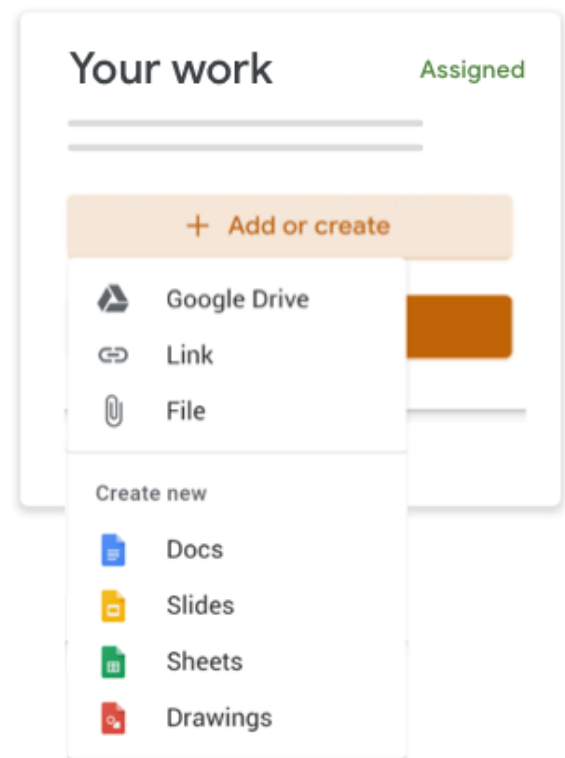 Your work
Assigned
+ Add or create
Google Drive
Link
File
Create new
Docs
Slides
Sheets
Drawings